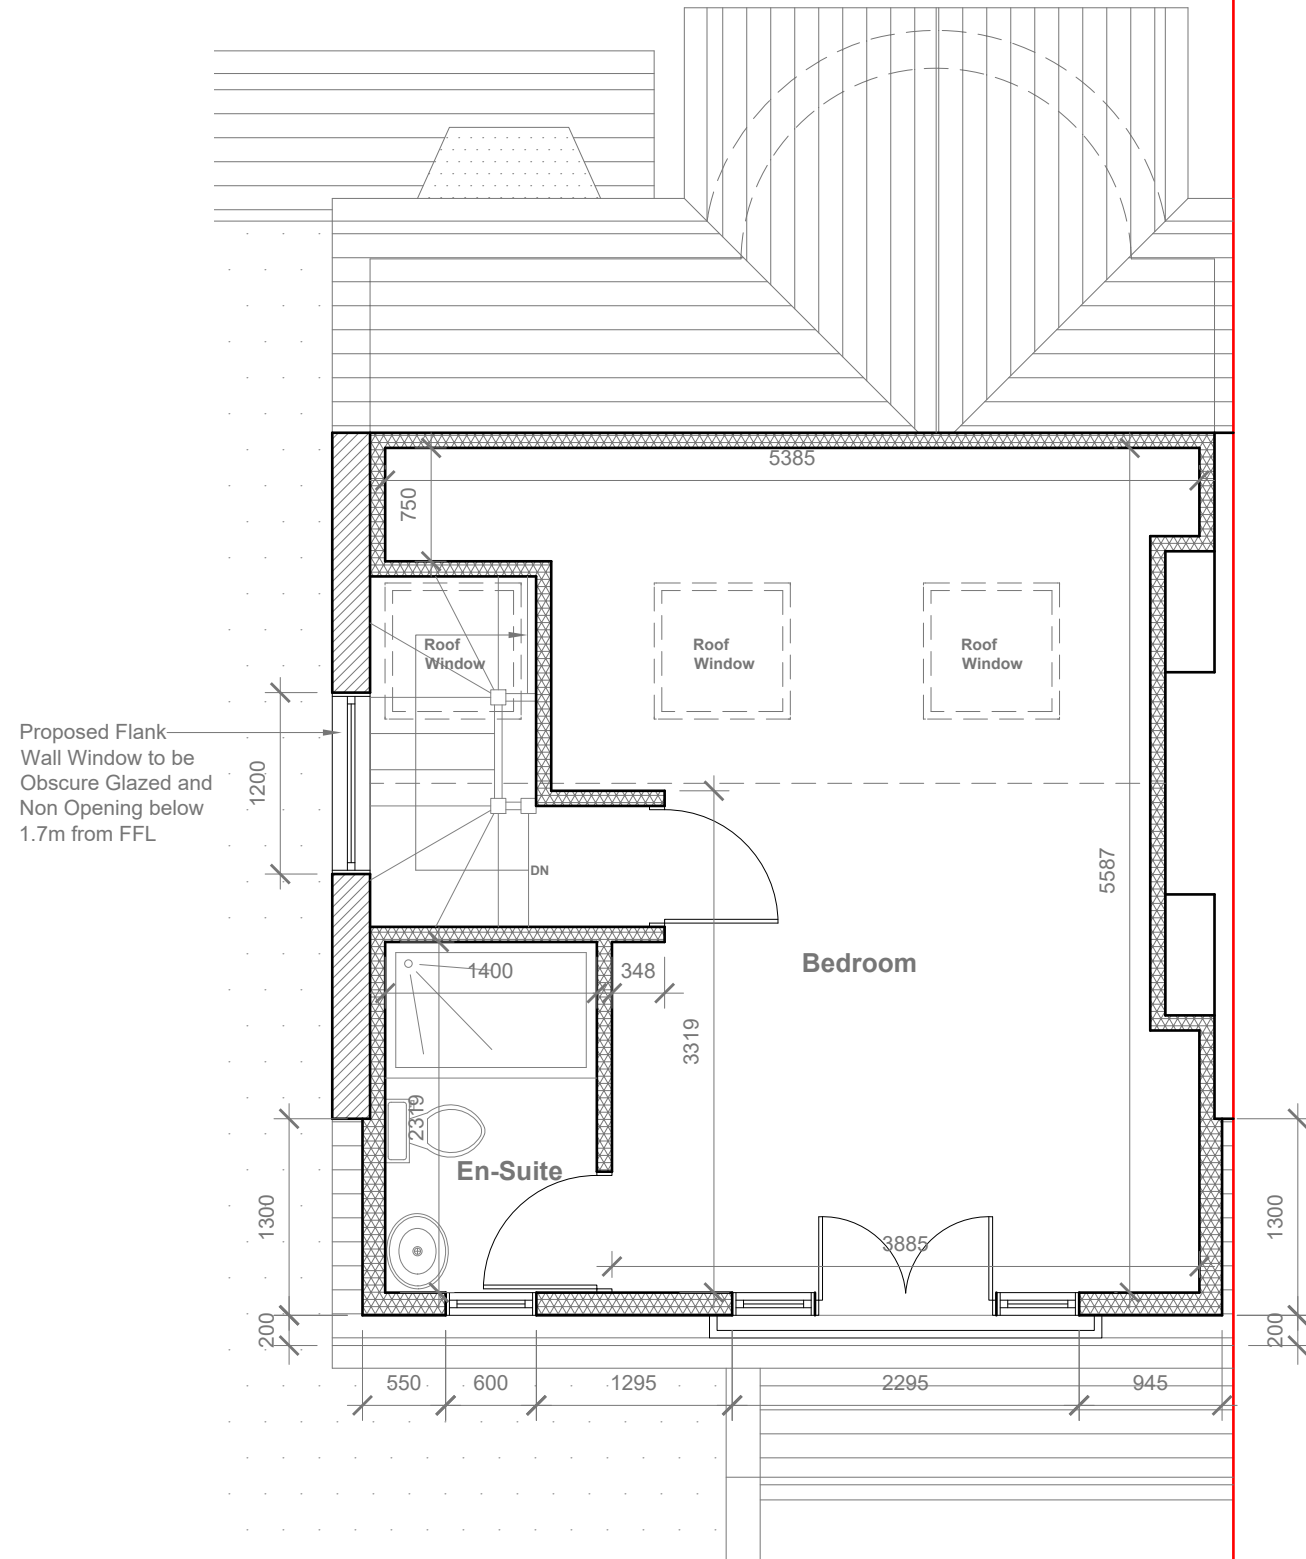 5385
750
Roof
Window
Roof
Window
Roof
Window
Proposed Flank
Wall Window to be
Obscure Glazed and
Non Opening below
1.7m from FFL
1200
DN
5587
Bedroom
1400
348
3319
2319
En-Suite
1300
1300
3885
200
200
550
600
1295
2295
945